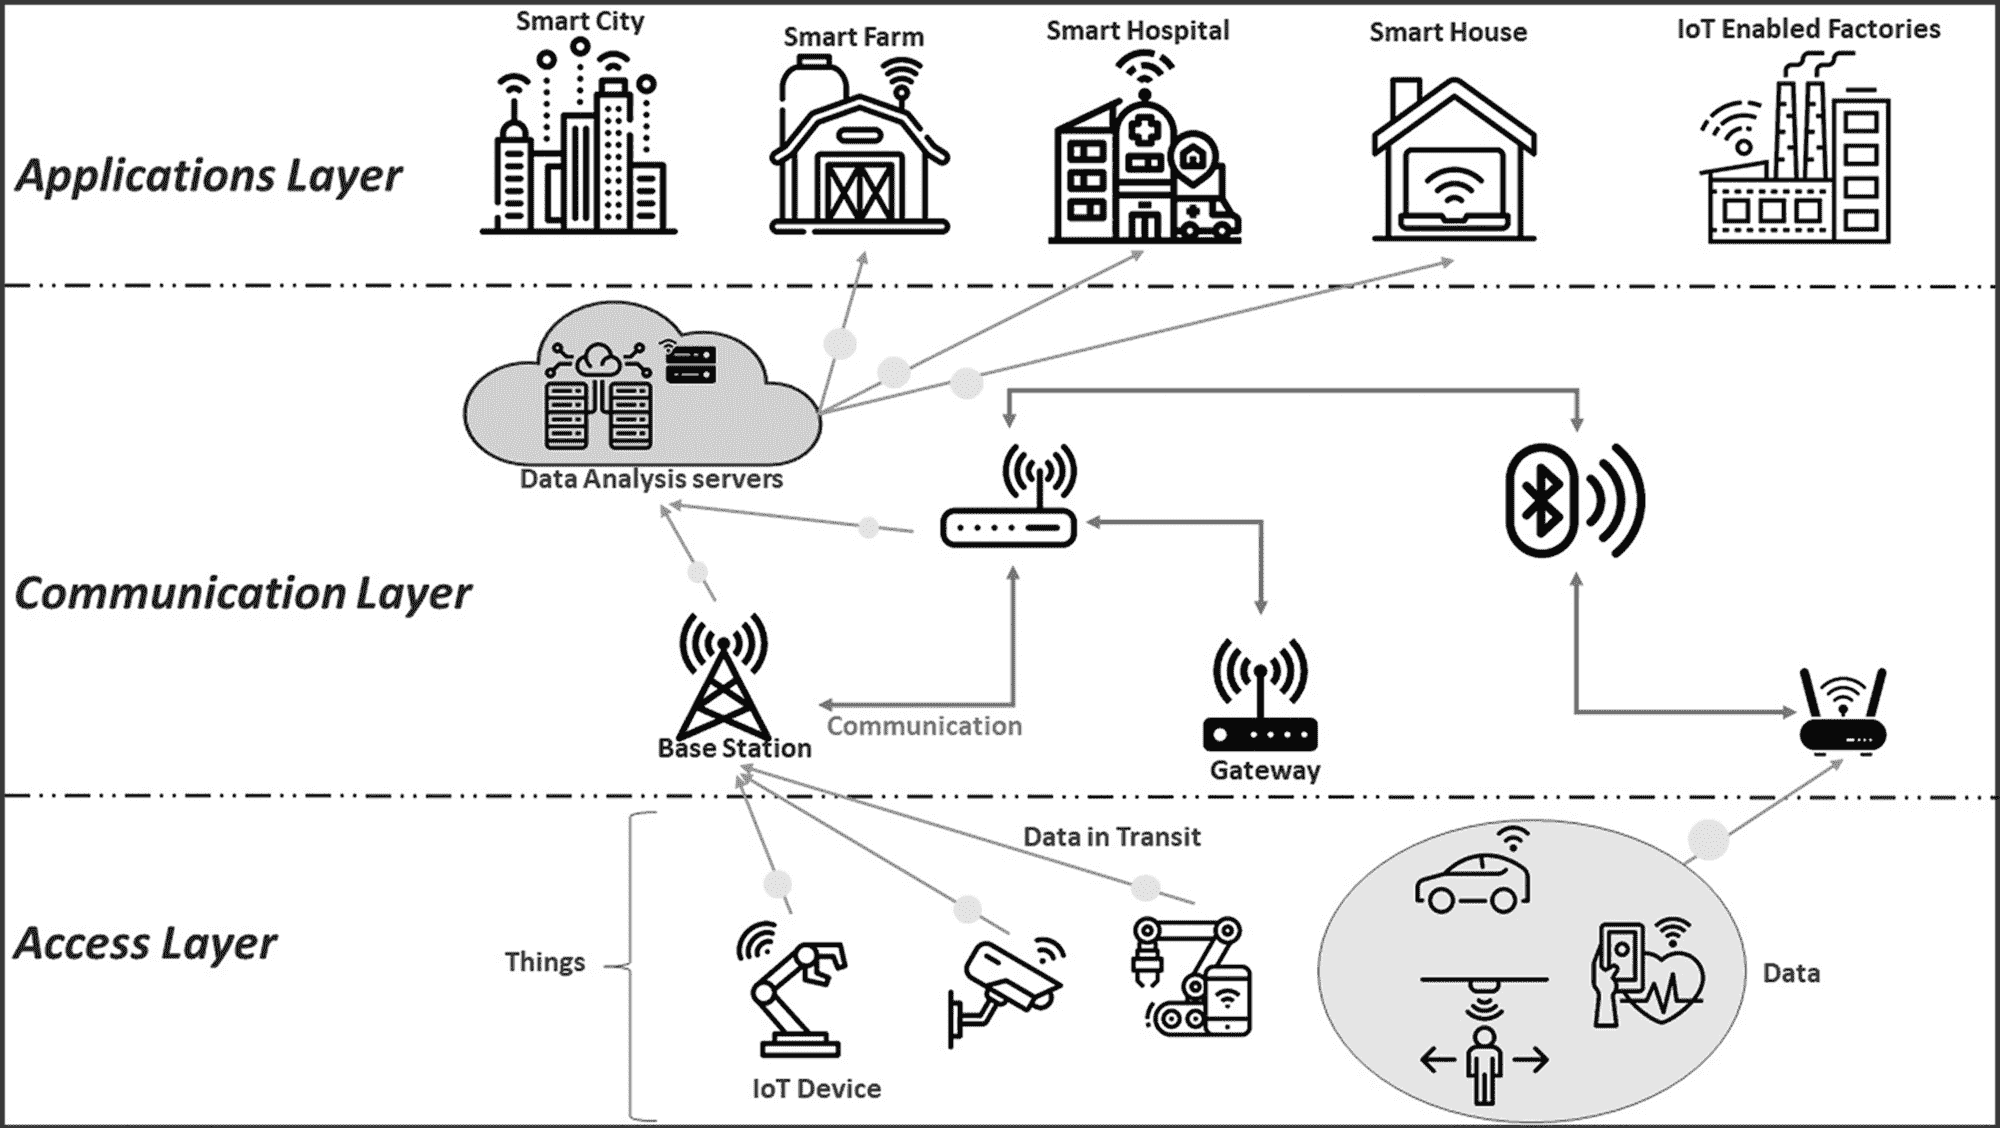 Smart City
Smart Farm
Smart Hospital
Smart House
IoT Enabled Factories
Applications Layer
Data Analysis servers
Communication Layer
Communication
Base Station
Gateway
Data in Transit
Access Layer
Things
Data
IoT Device